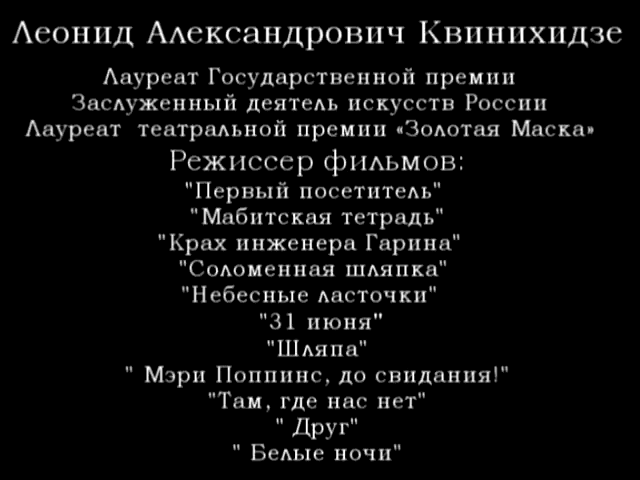 Леонид Александрович Квинихидзе
Лауреат Государственной премии
Заслуженный деятель искусств России
Лауреат театральной премии «Золотая Маска»
Режиссер фильмов:
"Первый посетитель"
"Мабитская тетрадь"
"Крах инженера Гарина"
"Соломенная шляпка"
"Небесные ласточки"
"31 июня"
"Шляпа"
" Мэри Поппинс, до свидания!"
"Там, где нас нет"
" Друг"
" Белые ночи"